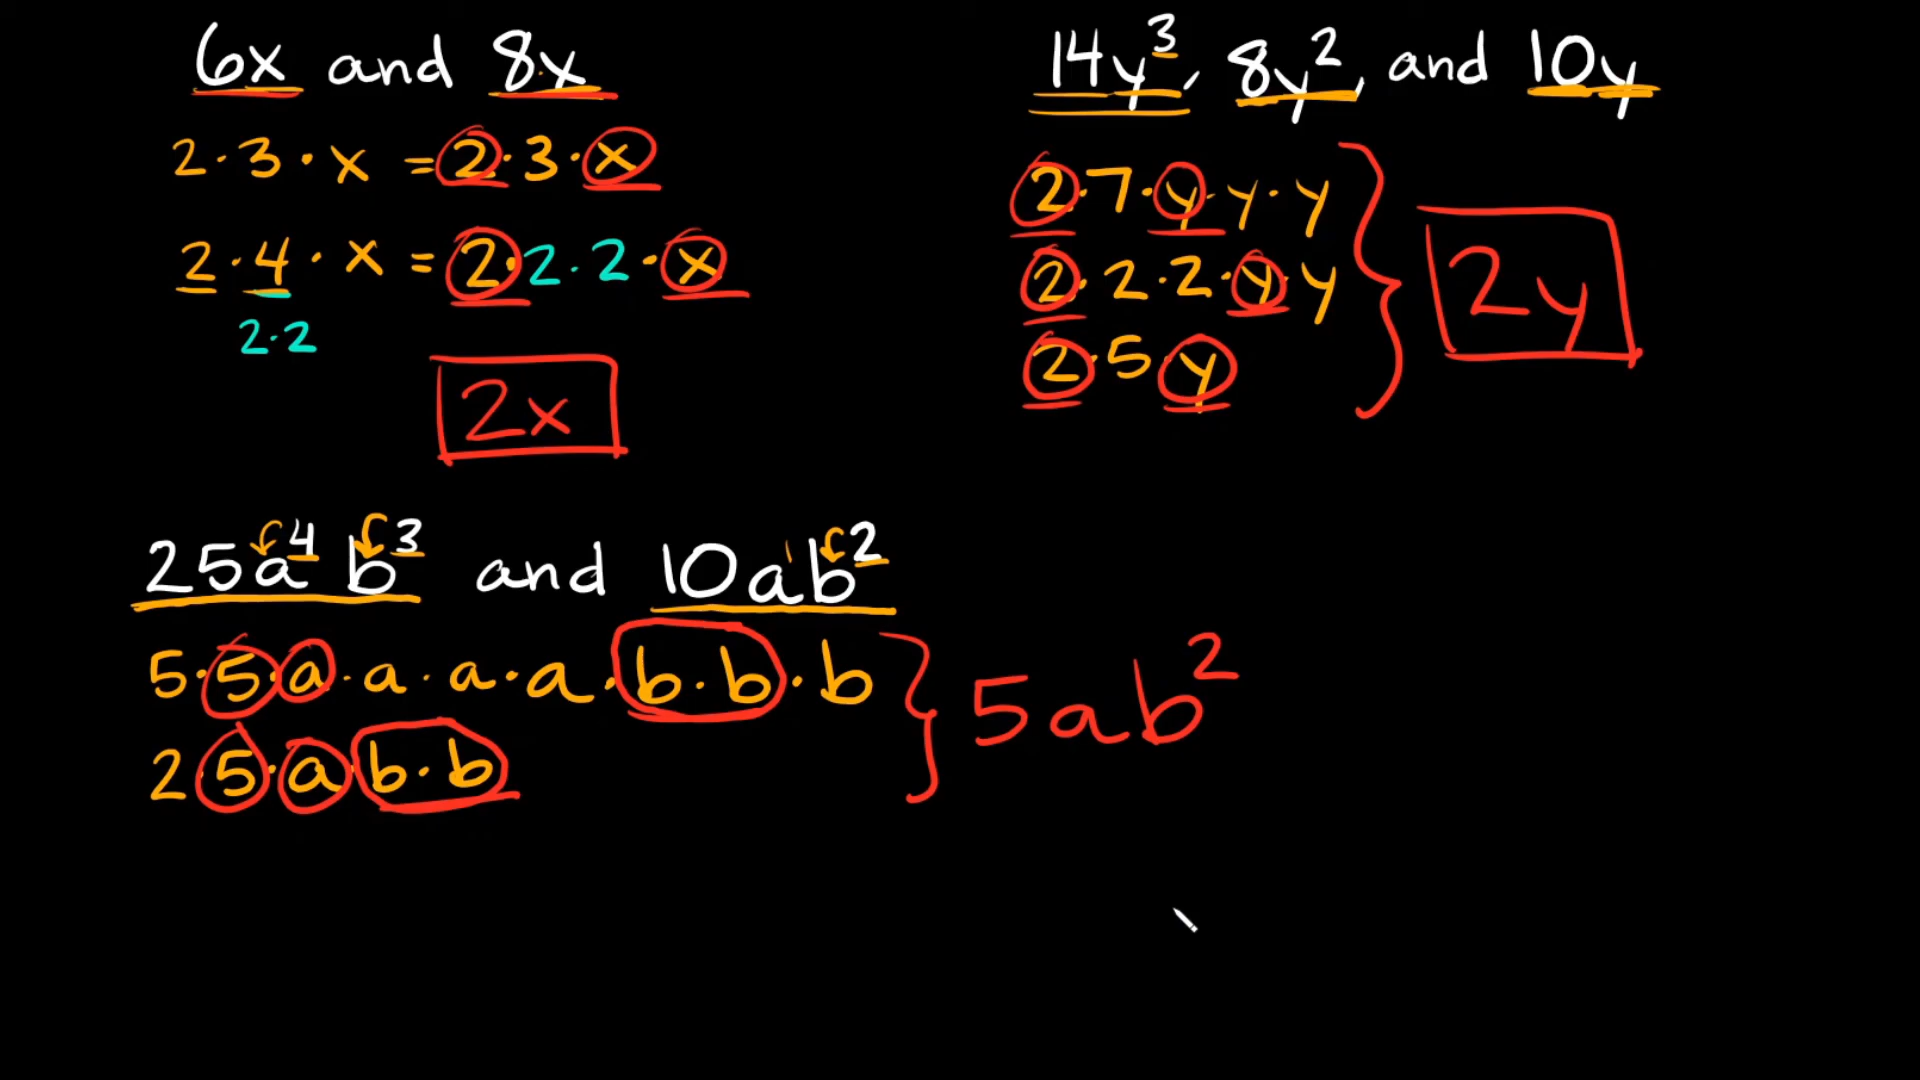 6x and 8x
2·3·x = 2·3·x
2·4·x = 2·2·2·x
2·2
2x
14y³, 8y², and 10y
2·7·y·y·y
2·2·2·y·y
2·5·y
2y
25a⁴b³ and 10a¹b²
5·5·a·a·a·a·b·b·b
2·5·a·b·b
5ab²